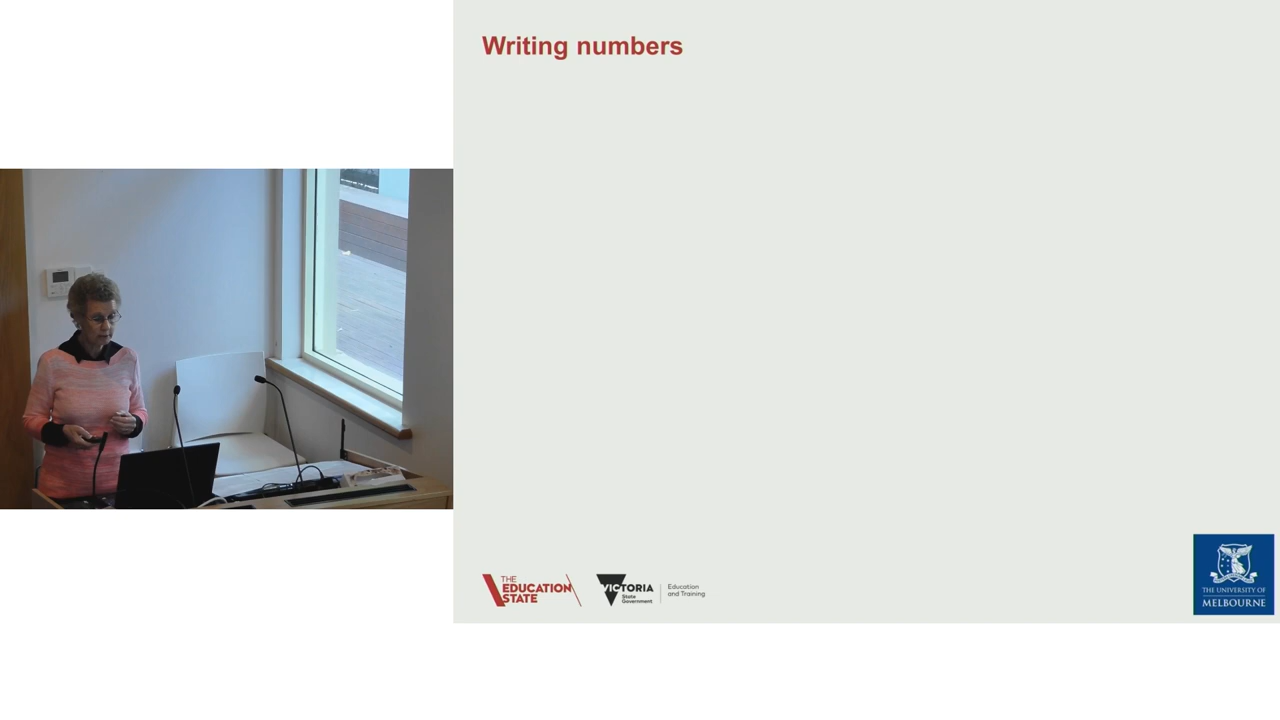 Writing numbers
THE
EDUCATION
STATE
VICTORIA
State
Government
Education
and Training
THE UNIVERSITY OF
MELBOURNE